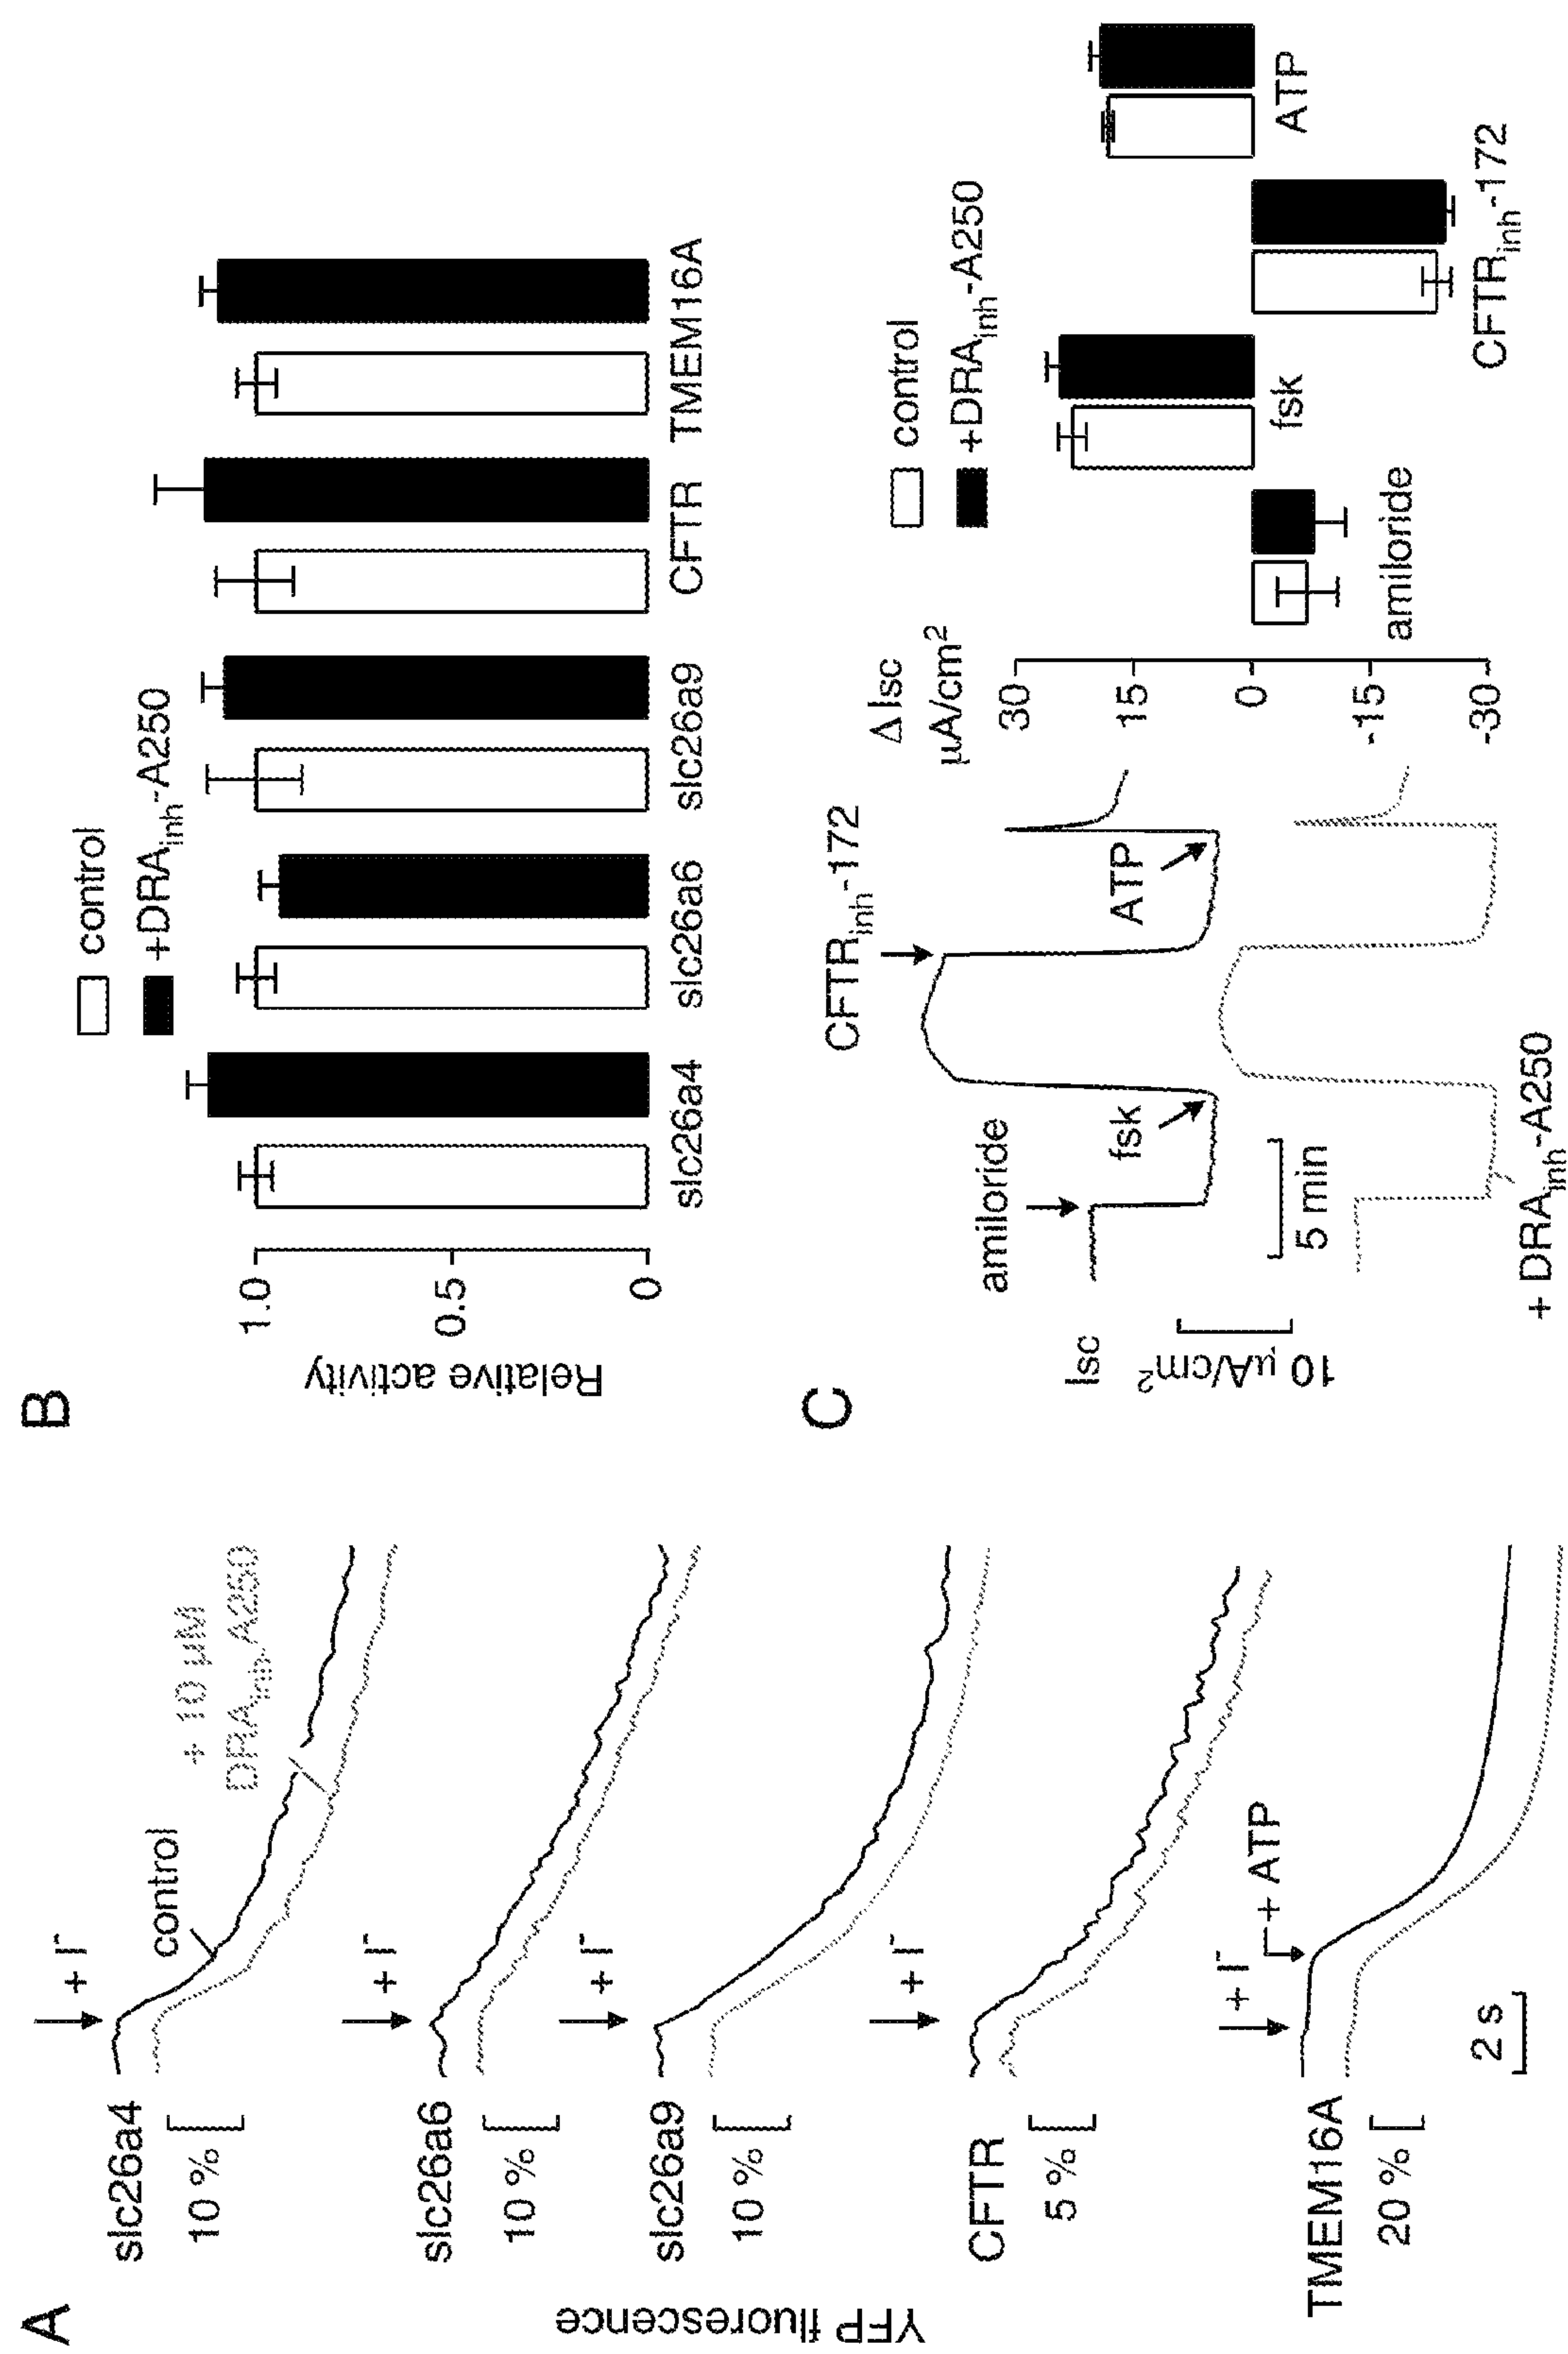 A
YFP fluorescence
slc26a4
10 %
+ I-
control
+ 10 µM
DRAinh-A250
slc26a6
10 %
+ I-
slc26a9
10 %
+ I-
CFTR
5 %
+ I-
TMEM16A
20 %
+ I-
+ ATP
2 s
B
control
+DRAinh-A250
Relative activity
1.0
0.5
0
slc26a4
slc26a6
slc26a9
CFTR
TMEM16A
C
Isc
10 µA/cm2
amiloride
fsk
CFTRinh-172
ATP
5 min
+ DRAinh-A250
Δ Isc
µA/cm2
30
15
0
-15
-30
control
+DRAinh-A250
amiloride
fsk
CFTRinh-172
ATP